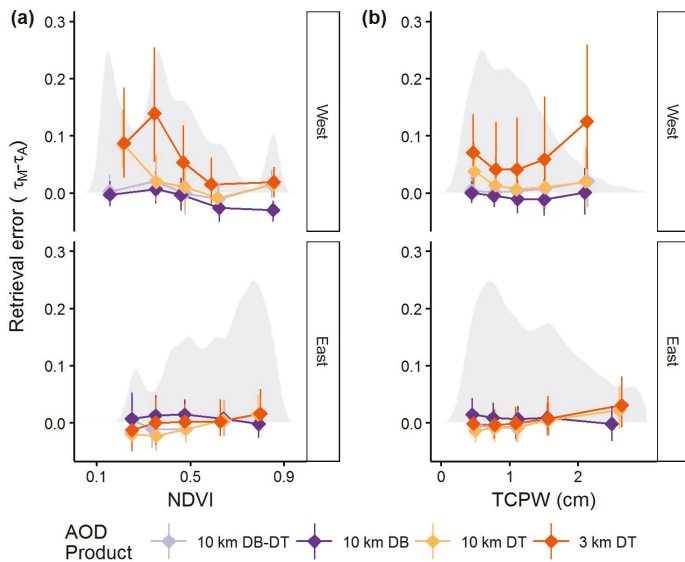 (a)
(b)
Retrieval error ( τM-τA)
0.3
0.2
0.1
0.0
West
0.3
0.2
0.1
0.0
West
0.3
0.2
0.1
0.0
East
0.3
0.2
0.1
0.0
East
0.1 0.5 0.9
NDVI
0 1 2
TCPW (cm)
AOD
Product
10 km DB-DT
10 km DB
10 km DT
3 km DT